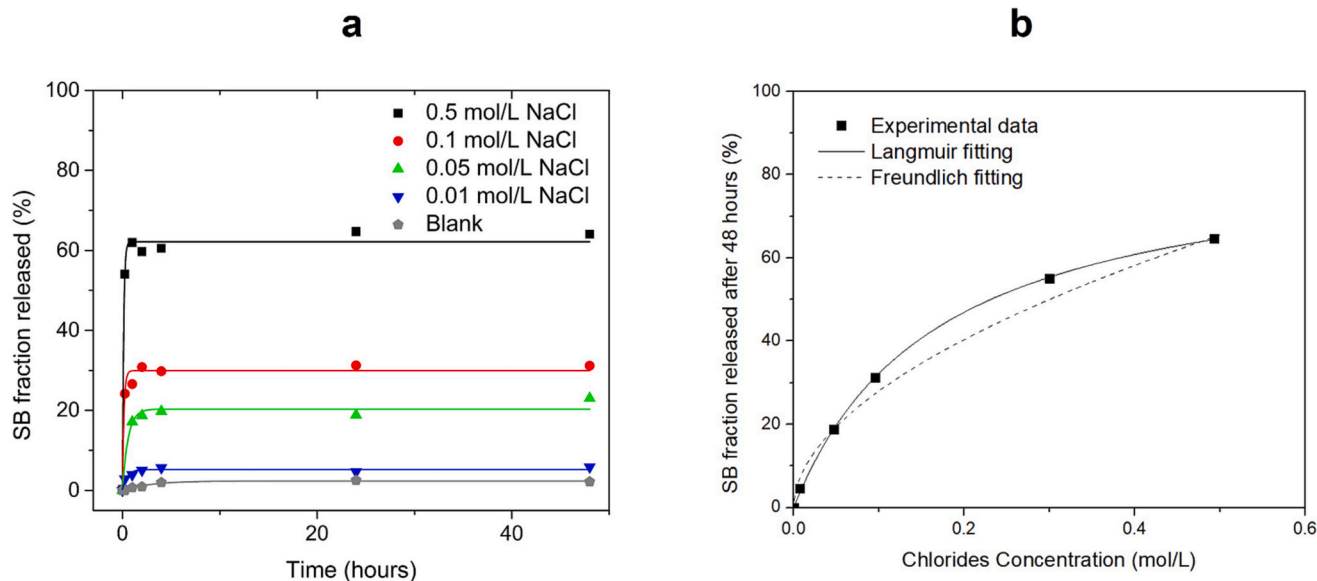 a
SB fraction released (%)
100
80
60
40
20
0
0.5 mol/L NaCl
0.1 mol/L NaCl
0.05 mol/L NaCl
0.01 mol/L NaCl
Blank
0
20
40
Time (hours)
b
SB fraction released after 48 hours (%)
100
80
60
40
20
0
Experimental data
Langmuir fitting
Freundlich fitting
0.0
0.2
0.4
0.6
Chlorides Concentration (mol/L)